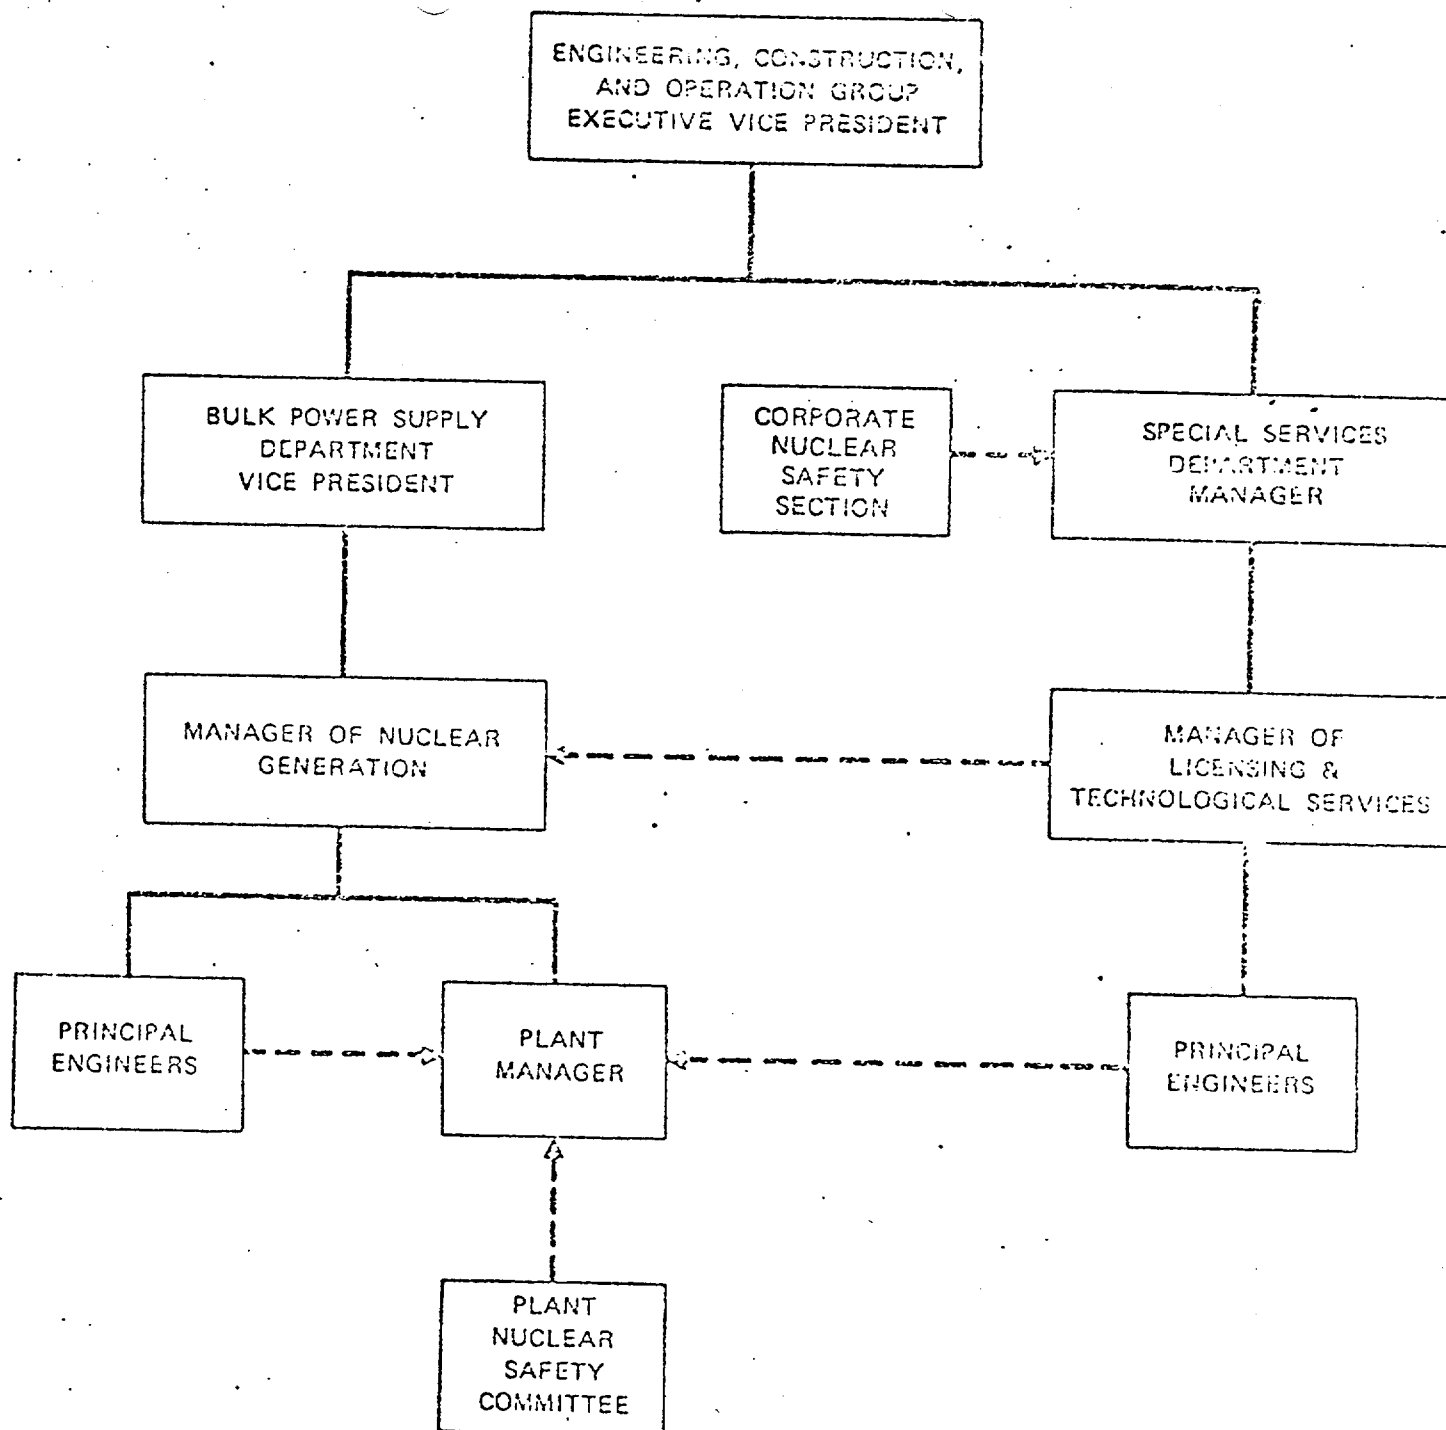 ENGINEERING, CONSTRUCTION,
AND OPERATION GROUP
EXECUTIVE VICE PRESIDENT
BULK POWER SUPPLY
DEPARTMENT
VICE PRESIDENT
CORPORATE
NUCLEAR
SAFETY
SECTION
SPECIAL SERVICES
DEPARTMENT
MANAGER
MANAGER OF NUCLEAR
GENERATION
MANAGER OF
LICENSING &
TECHNOLOGICAL SERVICES
PRINCIPAL
ENGINEERS
PLANT
MANAGER
PRINCIPAL
ENGINEERS
PLANT
NUCLEAR
SAFETY
COMMITTEE